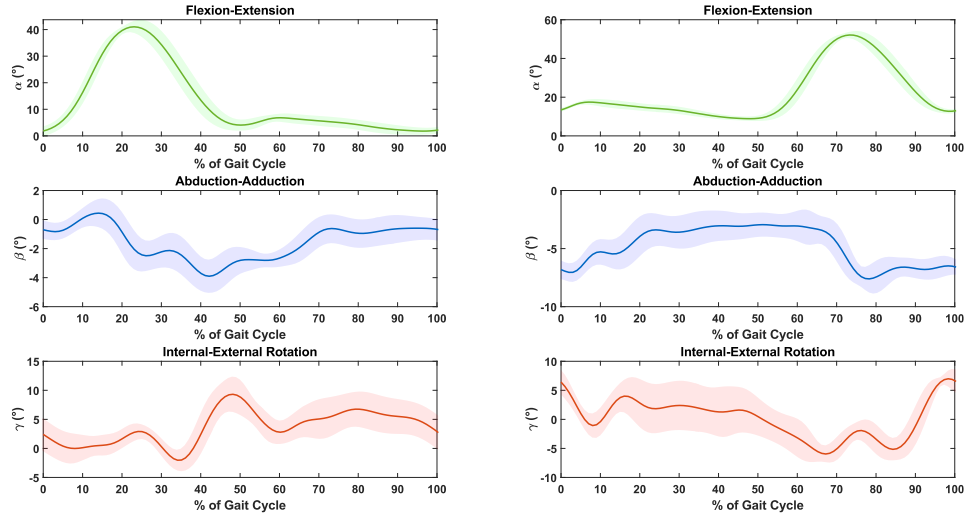 Flexion-Extension
α (°)
40
30
20
10
0
0 10 20 30 40 50 60 70 80 90 100
% of Gait Cycle
Abduction-Adduction
β (°)
2
0
-2
-4
-6
0 10 20 30 40 50 60 70 80 90 100
% of Gait Cycle
Internal-External Rotation
γ (°)
15
10
5
0
-5
0 10 20 30 40 50 60 70 80 90 100
% of Gait Cycle
Flexion-Extension
α (°)
60
40
20
0
0 10 20 30 40 50 60 70 80 90 100
% of Gait Cycle
Abduction-Adduction
β (°)
0
-5
-10
0 10 20 30 40 50 60 70 80 90 100
% of Gait Cycle
Internal-External Rotation
γ (°)
10
5
0
-5
-10
0 10 20 30 40 50 60 70 80 90 100
% of Gait Cycle